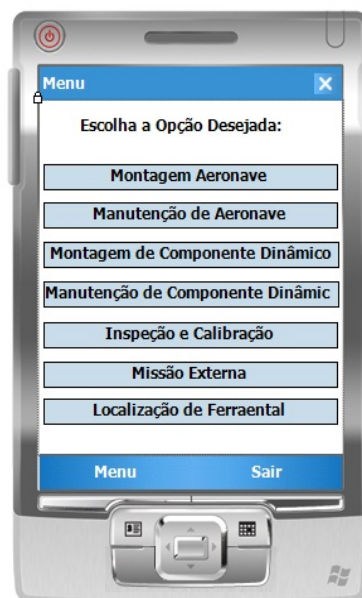 Menu
Escolha a Opção Desejada:
Montagem Aeronave
Manutenção de Aeronave
Montagem de Componente Dinâmico
Manutenção de Componente Dinâmic
Inspeção e Calibração
Missão Externa
Localização de Ferraental
Menu Sair